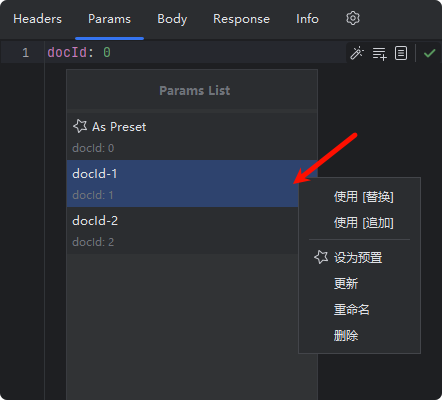 Headers Params Body Response Info
1 docId: 0
Params List
As Preset
docId: 0
docId-1
docId: 1
docId-2
docId: 2
使用 [替换]
使用 [追加]
设为预置
更新
重命名
删除